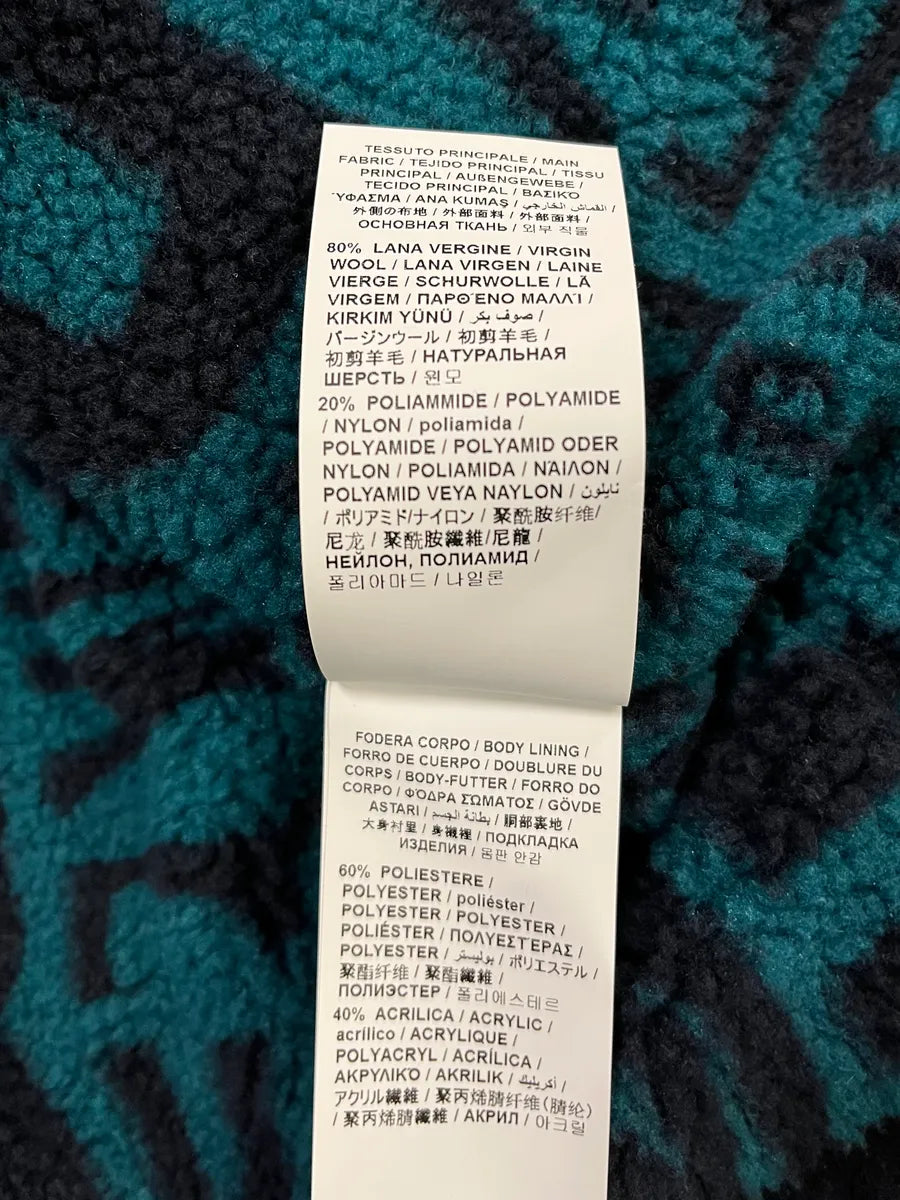 TESSUTO PRINCIPALE / MAIN
FABRIC / TEJIDO PRINCIPAL / TISSU
PRINCIPAL / AUßENGEWEBE /
TECIDO PRINCIPAL / ΒΑΣΙΚΌ
ΎΦΑΣΜΑ / ANA KUMAŞ / القماش الخارجي /
外側の布地 / 外部面料 / 外部面料 /
ОСНОВНАЯ ТКАНЬ / 외부 직물
80% LANA VERGINE / VIRGIN
WOOL / LANA VIRGEN / LAINE
VIERGE / SCHURWOLLE / LÃ
VIRGEM / ΠΑΡΘΈΝΟ ΜΑΛΛΊ /
KIRKIM YÜNÜ / صوف بكر /
バージンウール / 初剪羊毛 /
初剪羊毛 / НАТУРАЛЬНАЯ
ШЕРСТЬ / 원모
20% POLIAMMIDE / POLYAMIDE
/ NYLON / poliamida /
POLYAMIDE / POLYAMID ODER
NYLON / POLIAMIDA / ΝΆΙΛΟΝ /
POLYAMID VEYA NAYLON / نايلون
/ ポリアミド/ナイロン / 聚酰胺纤维/
尼龙 / 聚酰胺纖維/尼龍 /
НЕЙЛОН, ПОЛИАМИД /
폴리아마드 / 나일론
FODERA CORPO / BODY LINING /
FORRO DE CUERPO / DOUBLURE DU
CORPS / BODY-FUTTER / FORRO DO
CORPO / ΦΌΔΡΑ ΣΩΜΑΤΟΣ / GÖVDE
ASTARI / بطانة الجسم / 胴部裏地 /
大身衬里 / 身襯裡 / ПОДКЛАДКА
ИЗДЕЛИЯ / 몸판 안감
60% POLIESTERE /
POLYESTER / poliéster /
POLYESTER / POLYESTER /
POLIÉSTER / ΠΟΛΥΕΣΤΈΡΑΣ /
POLYESTER / بوليستر / ポリエステル /
聚酯纤维 / 聚酯纖維 /
ПОЛИЭСТЕР / 폴리에스테르
40% ACRILICA / ACRYLIC /
acrílico / ACRYLIQUE /
POLYACRYL / ACRÍLICA /
ΑΚΡΥΛΙΚΌ / AKRILIK / أكريليك /
アクリル繊維 / 聚丙烯腈纤维(腈纶)
/ 聚丙烯腈纖維 / АКРИЛ / 아크릴